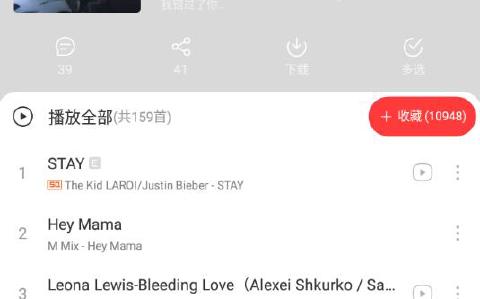 我错过了你...
39
41
下载
多选
播放全部(共159首)
+ 收藏 (10948)
1
STAY E
SQ The Kid LAROI/Justin Bieber - STAY
2
Hey Mama
M Mix - Hey Mama
3
Leona Lewis-Bleeding Love（Alexei Shkurko / Sa...